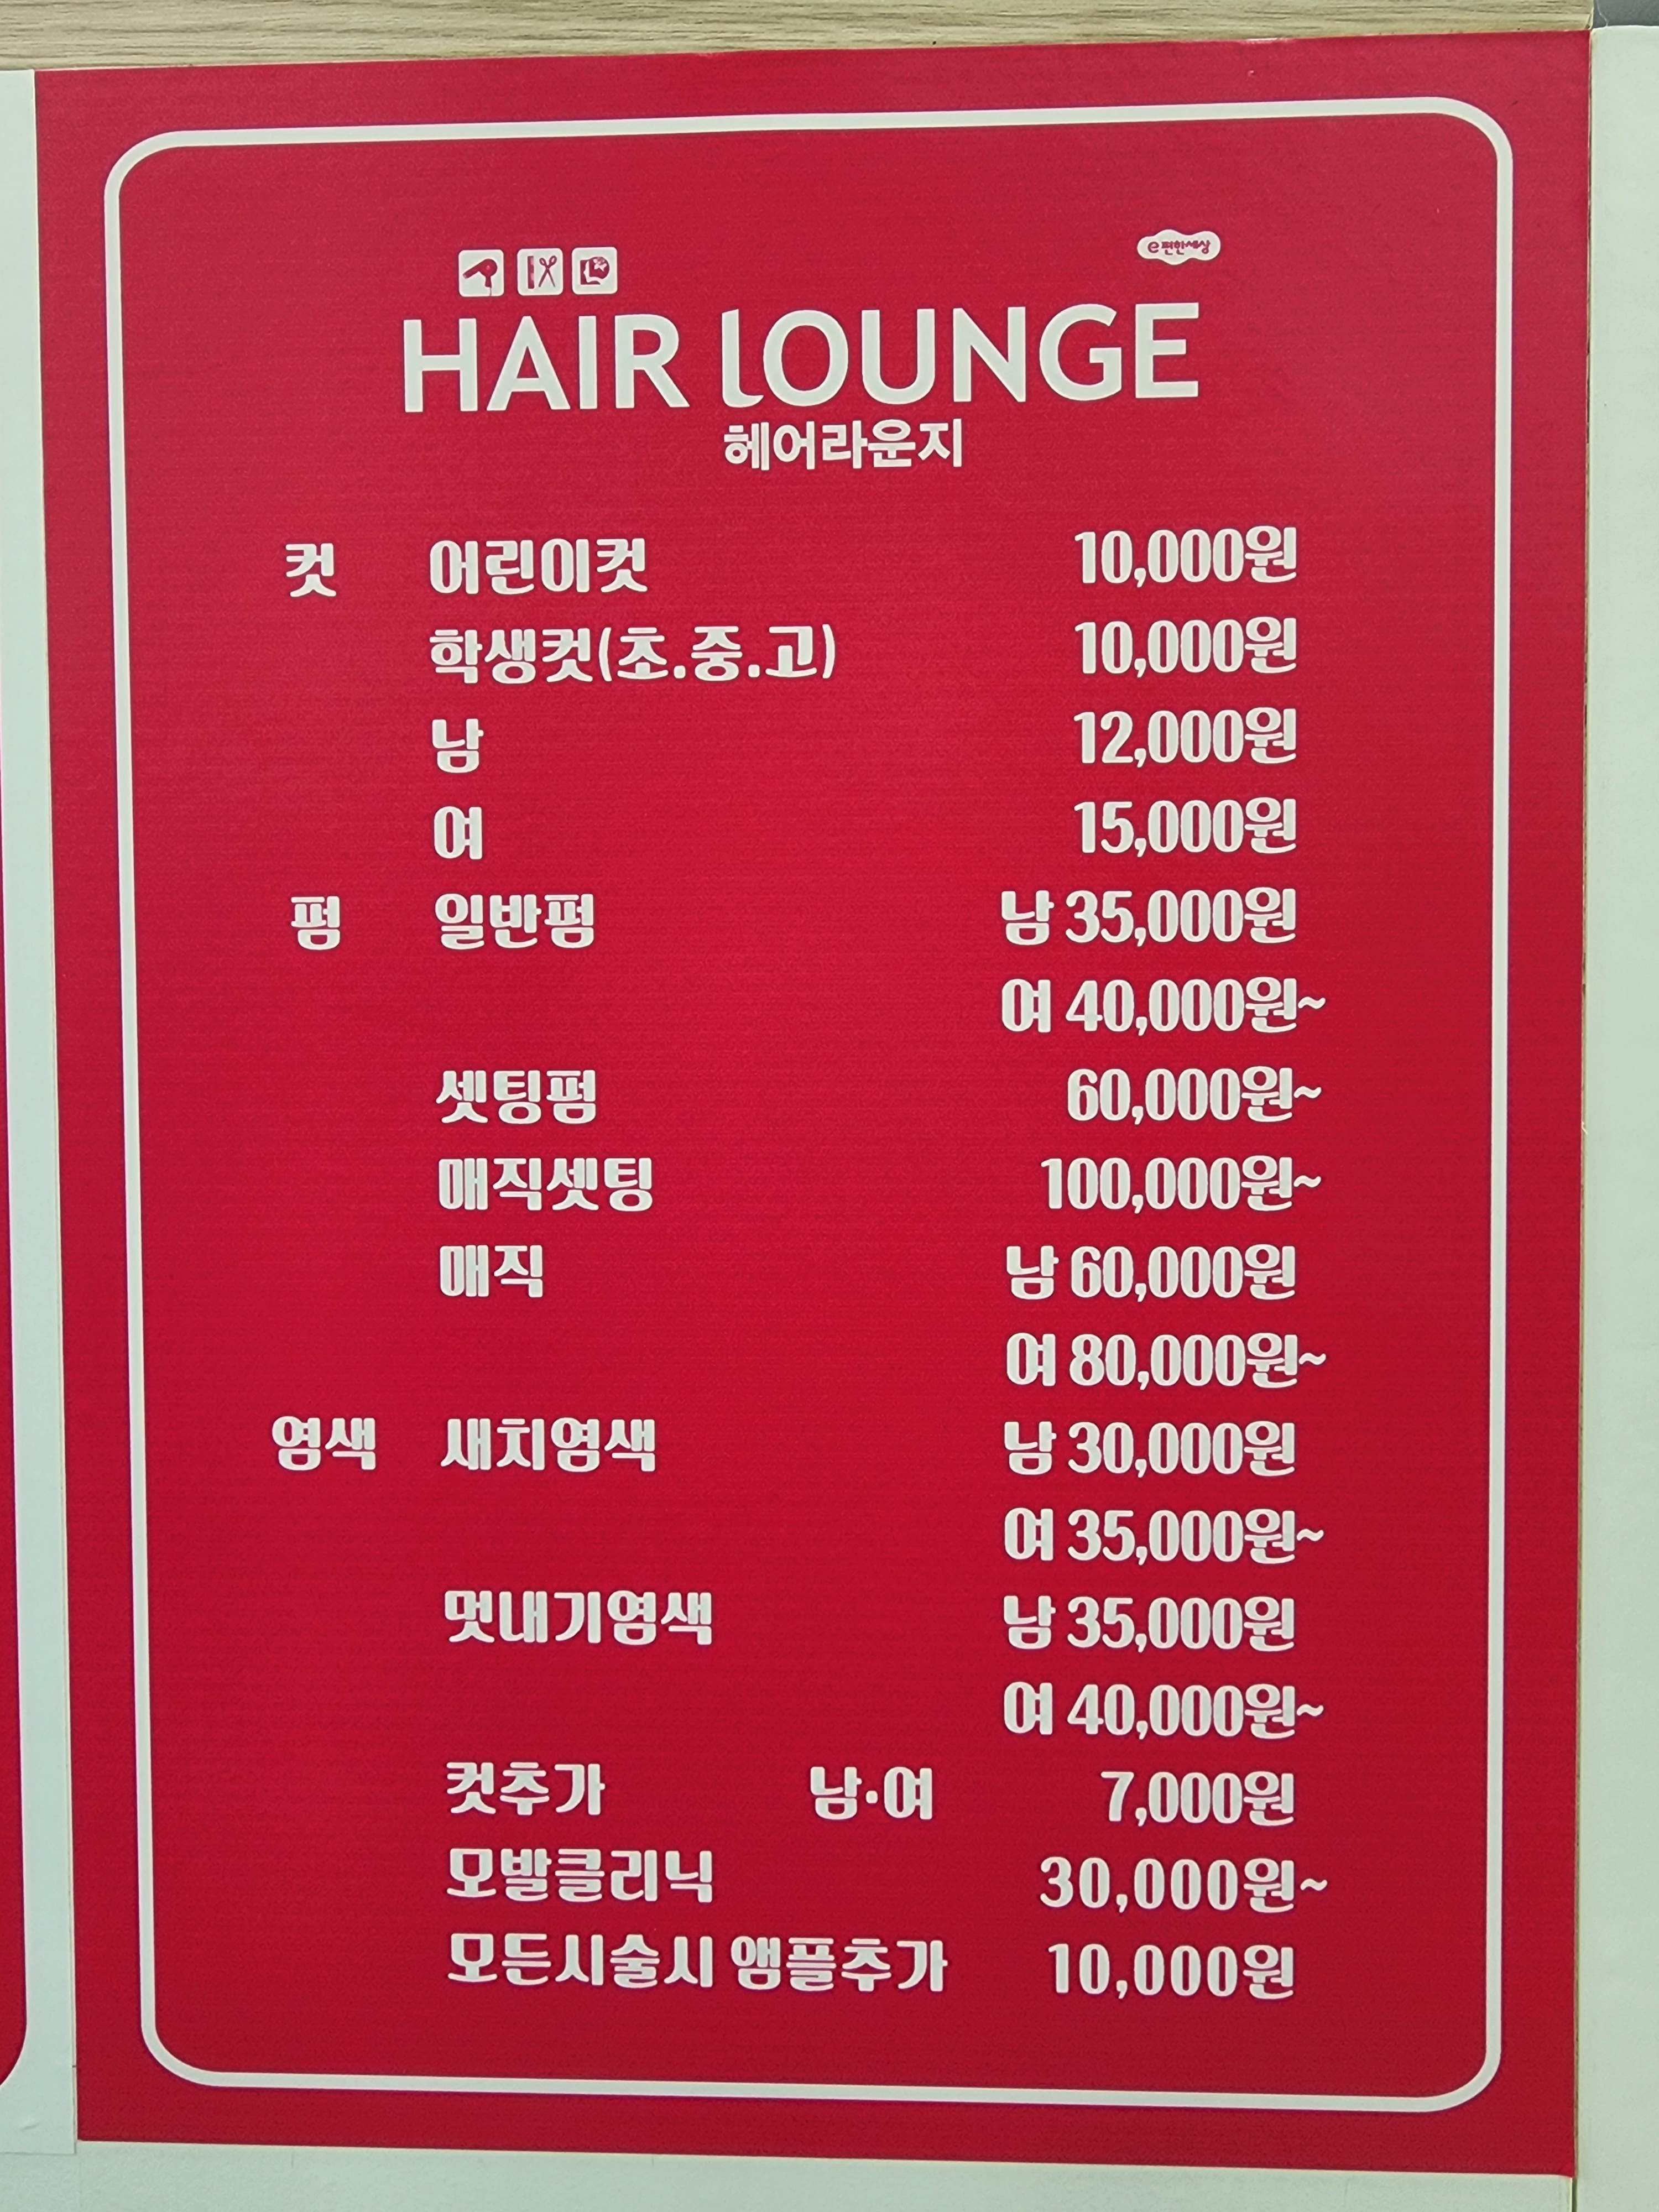 e편한세상
HAIR LOUNGE
헤어라운지
컷 어린이컷 10,000원
학생컷(초.중.고) 10,000원
남 12,000원
여 15,000원
펌 일반펌 남 35,000원
여 40,000원~
셋팅펌 60,000원~
매직셋팅 100,000원~
매직 남 60,000원
여 80,000원~
염색 새치염색 남 30,000원
여 35,000원~
멋내기염색 남 35,000원
여 40,000원~
컷추가 남·여 7,000원
모발클리닉 30,000원~
모든시술시 앰플추가 10,000원